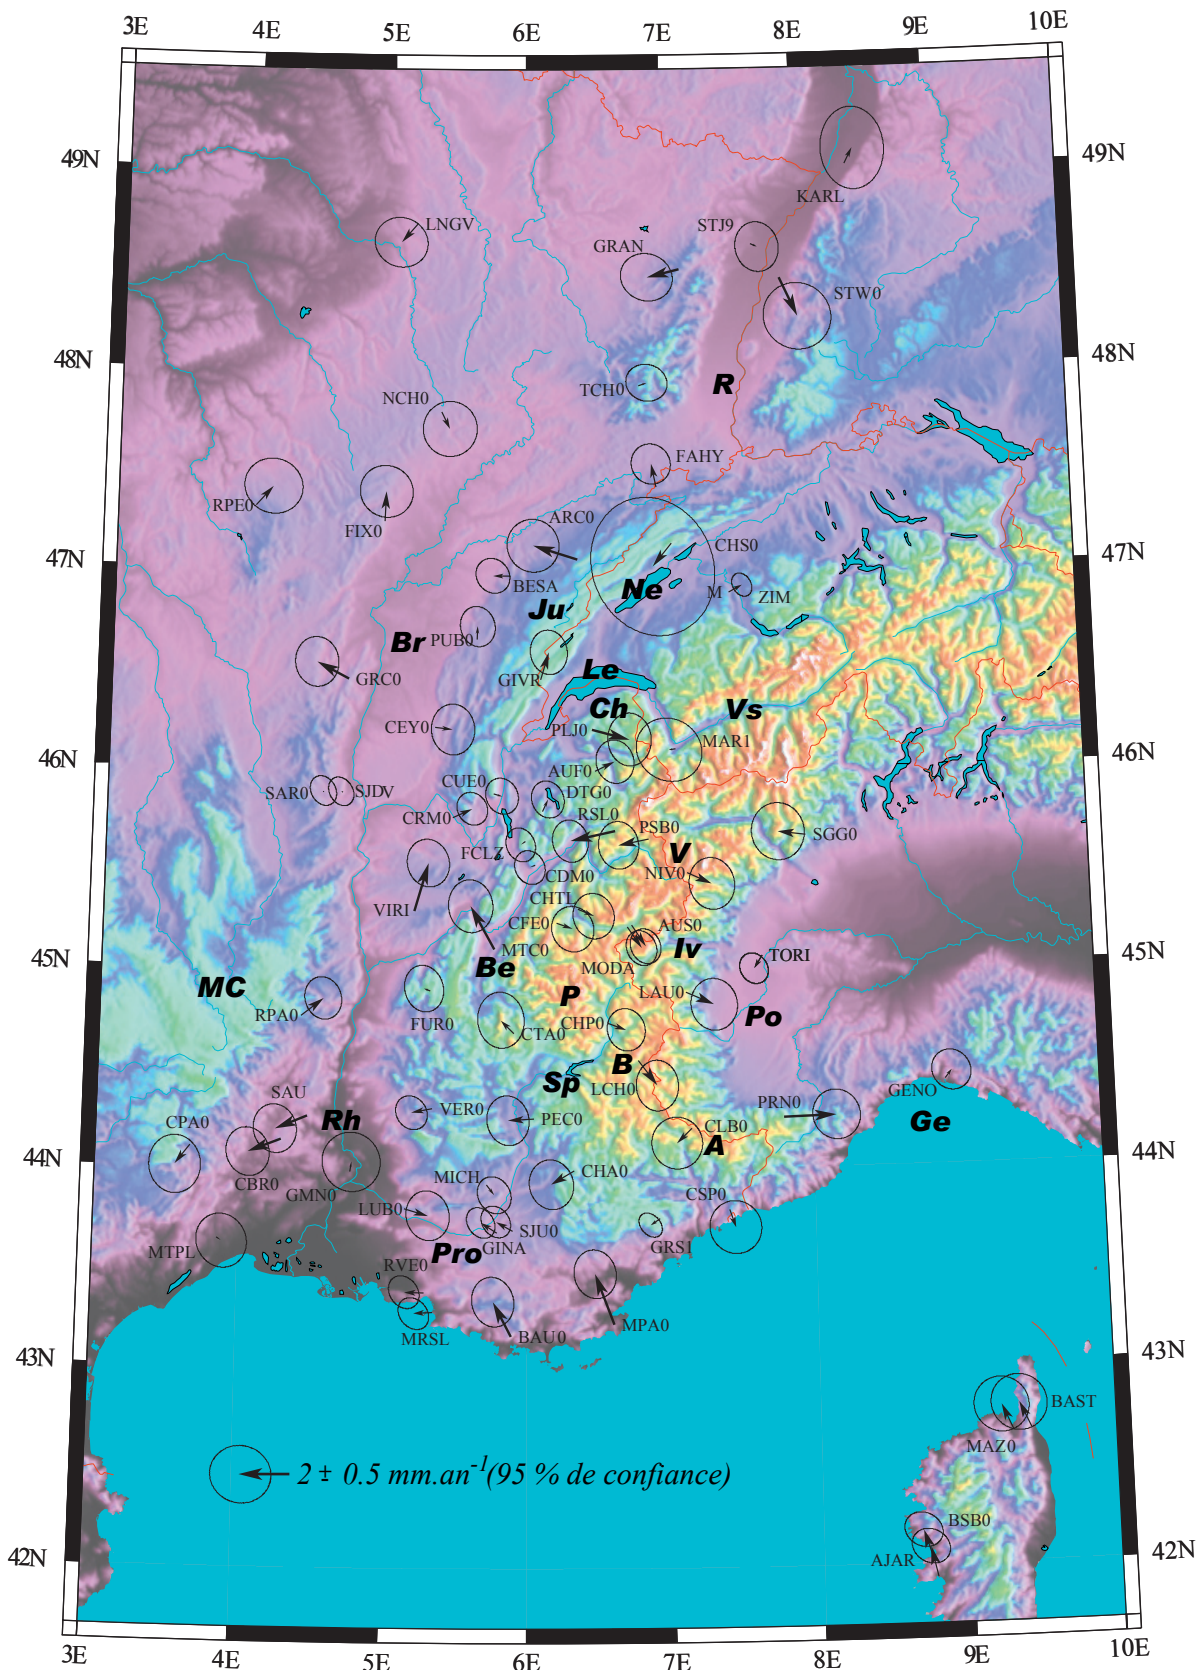 3E 4E 5E 6E 7E 8E 9E 10E
49N 49N
KARL
LNGV
STJ9
GRAN
STW0
48N 48N
TCH0
R
NCH0
FAHY
RPE0
FIX0
ARC0
47N 47N
CHS0
BESA
Ne
M
ZIM
Ju
Br
PUB0
GRC0
GIVR
Le
Ch
Vs
CEY0
PLJ0
MAR1
46N 46N
AUF0
CUE0
DTG0
SAR0
SJDV
CRM0
RSL0
PSB0
SGG0
FCLZ
V
CDM0
NIV0
VIRI
CHTL
CFE0
AUS0
MTC0
Iv
45N 45N
Be
MODA
TORI
MC
P
LAU0
RPA0
FUR0
CTA0
CHP0
Po
B
Sp
LCH0
GENO
SAU
PRN0
CPA0
Rh
VER0
PEC0
Ge
CLB0
A
44N 44N
CBR0
GMN0
MICH
CHA0
CSP0
LUB0
SJU0
GINA
GRS1
MTPL
Pro
RVE0
MRSL
BAU0
MPA0
43N 43N
BAST
MAZ0
2 ± 0.5 mm.an-1 (95 % de confiance)
BSB0
AJAR
42N 42N
3E 4E 5E 6E 7E 8E 9E 10E